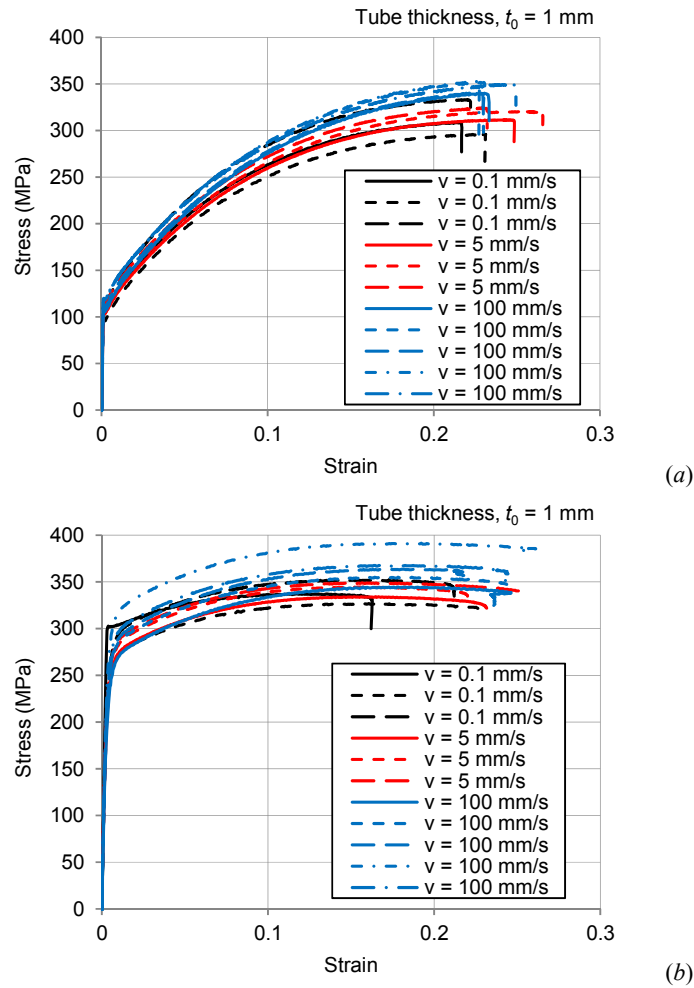 Tube thickness, t₀ = 1 mm
400
350
300
250
200
150
100
50
0
Stress (MPa)
v = 0.1 mm/s
v = 0.1 mm/s
v = 0.1 mm/s
v = 5 mm/s
v = 5 mm/s
v = 5 mm/s
v = 100 mm/s
v = 100 mm/s
v = 100 mm/s
v = 100 mm/s
v = 100 mm/s
0 0.1 0.2 0.3
Strain
(a)
Tube thickness, t₀ = 1 mm
400
350
300
250
200
150
100
50
0
Stress (MPa)
v = 0.1 mm/s
v = 0.1 mm/s
v = 0.1 mm/s
v = 5 mm/s
v = 5 mm/s
v = 5 mm/s
v = 100 mm/s
v = 100 mm/s
v = 100 mm/s
v = 100 mm/s
v = 100 mm/s
0 0.1 0.2 0.3
Strain
(b)